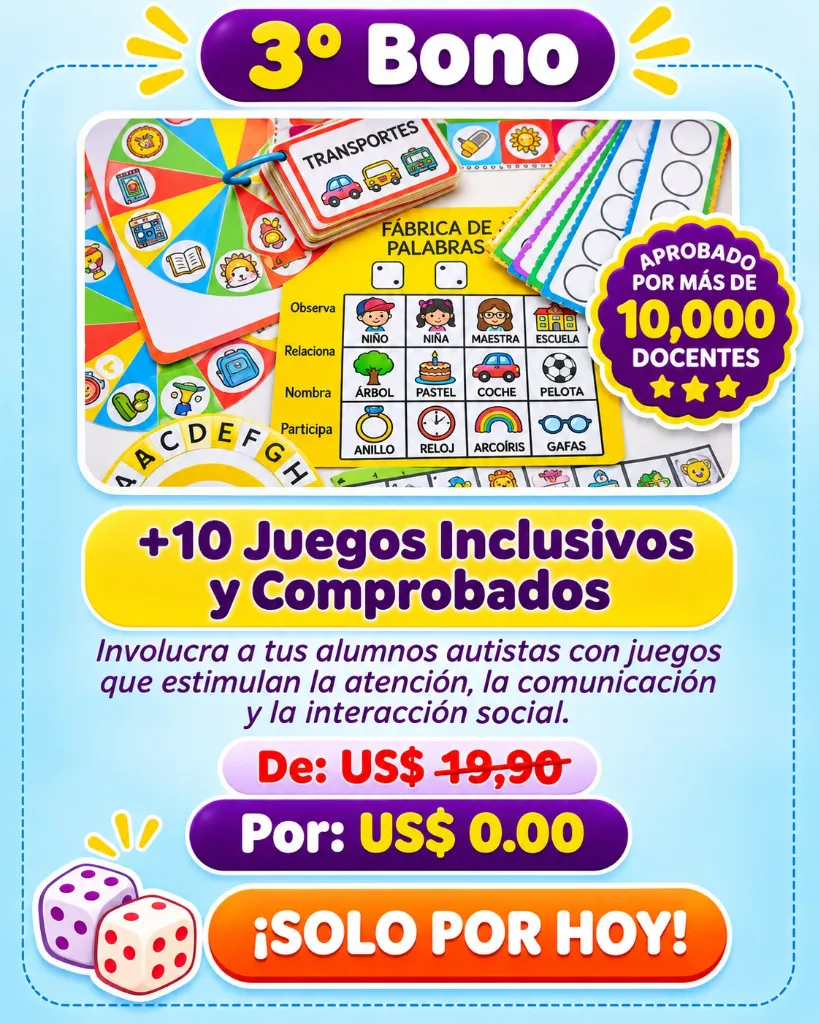 3º Bono
TRANSPORTES
FÁBRICA DE
PALABRAS
Observa
Relaciona
Nombra
Participa
NIÑO NIÑA MAESTRA ESCUELA
ÁRBOL PASTEL COCHE PELOTA
ANILLO RELOJ ARCOÍRIS GAFAS
A A C D E F G H
APROBADO
POR MÁS DE
10,000
DOCENTES
+10 Juegos Inclusivos
y Comprobados
Involucra a tus alumnos autistas con juegos
que estimulan la atención, la comunicación
y la interacción social.
De: US$ 19,90
Por: US$ 0.00
¡SOLO POR HOY!